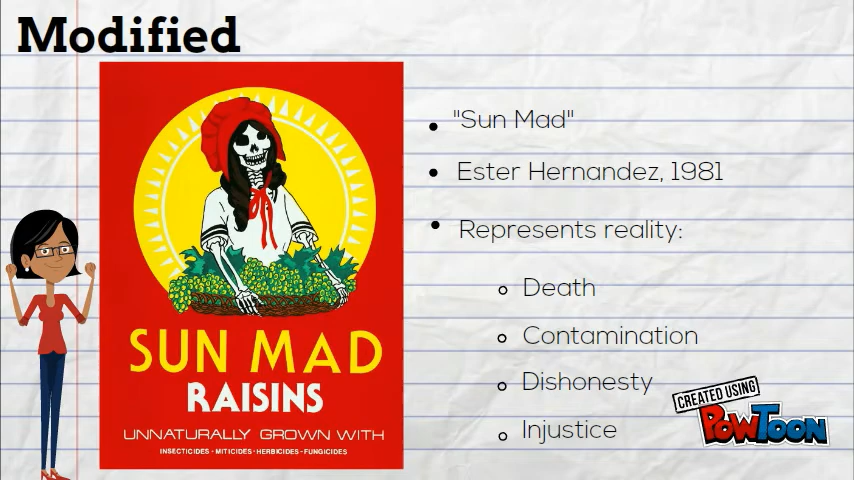 Modified
SUN MAD
RAISINS
UNNATURALLY GROWN WITH
INSECTICIDES - MITICIDES - HERBICIDES - FUNGICIDES
"Sun Mad"
Ester Hernandez, 1981
Represents reality:
Death
Contamination
Dishonesty
Injustice
CREATED USING
POWTOON